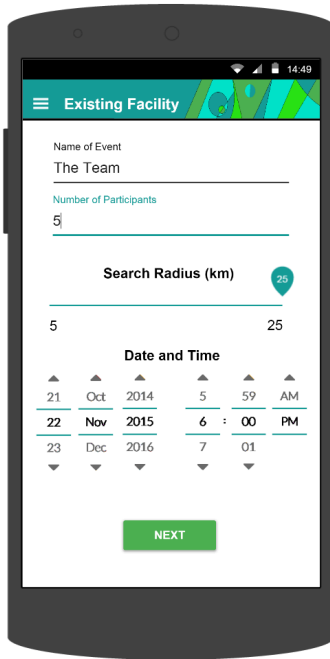 14:49
Existing Facility
Name of Event
The Team
Number of Participants
5
Search Radius (km)
25
5 25
Date and Time
21 Oct 2014 5 59 AM
22 Nov 2015 6 : 00 PM
23 Dec 2016 7 01
NEXT